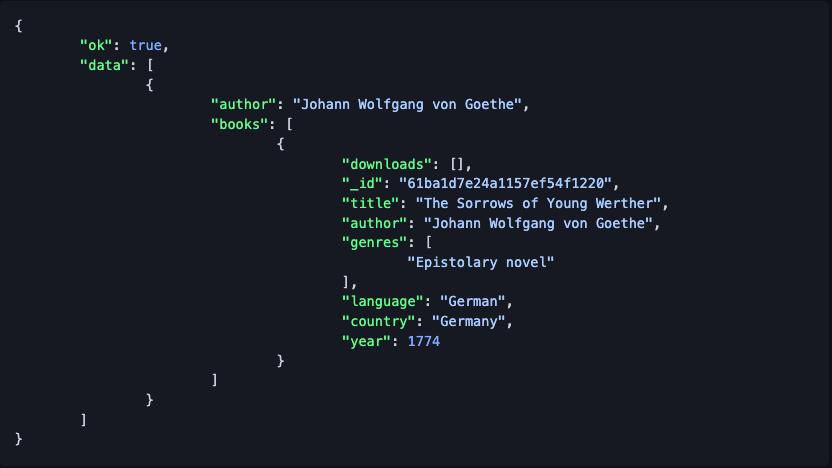 {
"ok": true,
"data": [
{
"author": "Johann Wolfgang von Goethe",
"books": [
{
"downloads": [],
"_id": "61ba1d7e24a1157ef54f1220",
"title": "The Sorrows of Young Werther",
"author": "Johann Wolfgang von Goethe",
"genres": [
"Epistolary novel"
],
"language": "German",
"country": "Germany",
"year": 1774
}
]
}
]
}